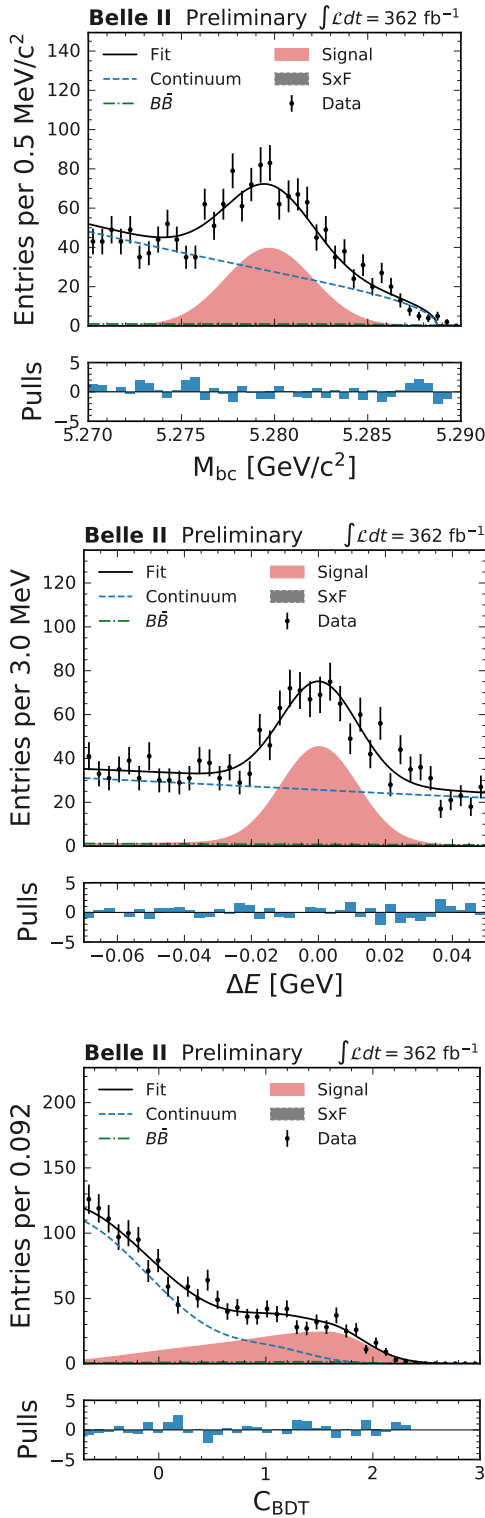 Belle II Preliminary ∫ℒdt = 362 fb⁻¹
Entries per 0.5 MeV/c²
140
120
100
80
60
40
20
0
Fit
Continuum
BB̄
Signal
SxF
Data
Pulls
5
0
−5
5.270 5.275 5.280 5.285 5.290
M_bc [GeV/c²]
Belle II Preliminary ∫ℒdt = 362 fb⁻¹
Entries per 3.0 MeV
120
100
80
60
40
20
0
Fit
Continuum
BB̄
Signal
SxF
Data
Pulls
5
0
−5
−0.06 −0.04 −0.02 0.00 0.02 0.04
ΔE [GeV]
Belle II Preliminary ∫ℒdt = 362 fb⁻¹
Entries per 0.092
200
150
100
50
0
Fit
Continuum
BB̄
Signal
SxF
Data
Pulls
5
0
−5
0 1 2 3
C_BDT